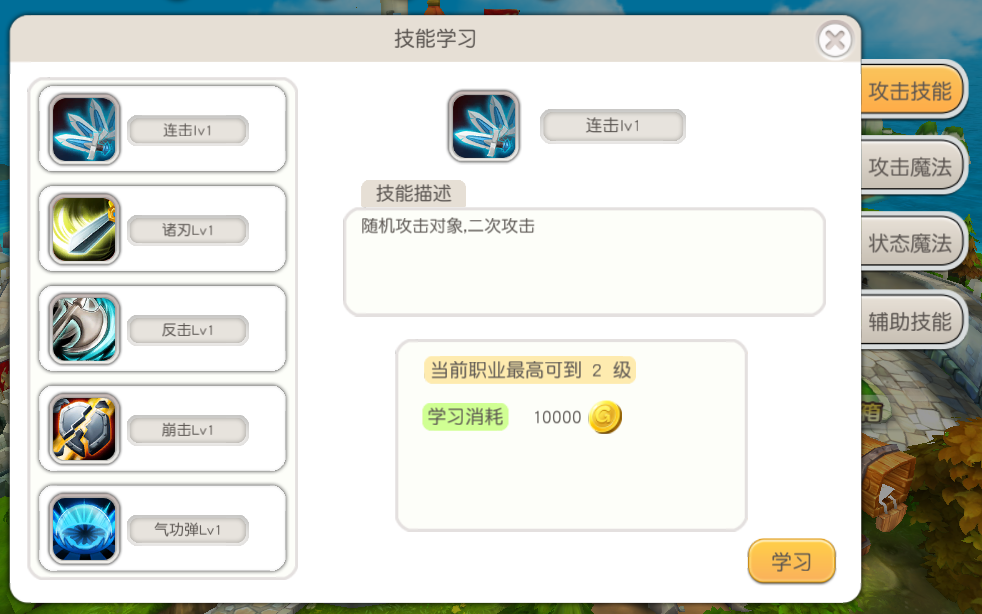 技能学习
连击lv1
诸刃Lv1
反击Lv1
崩击Lv1
气功弹Lv1
连击lv1
技能描述
随机攻击对象,二次攻击
当前职业最高可到 2 级
学习消耗 10000
学习
攻击技能
攻击魔法
状态魔法
辅助技能